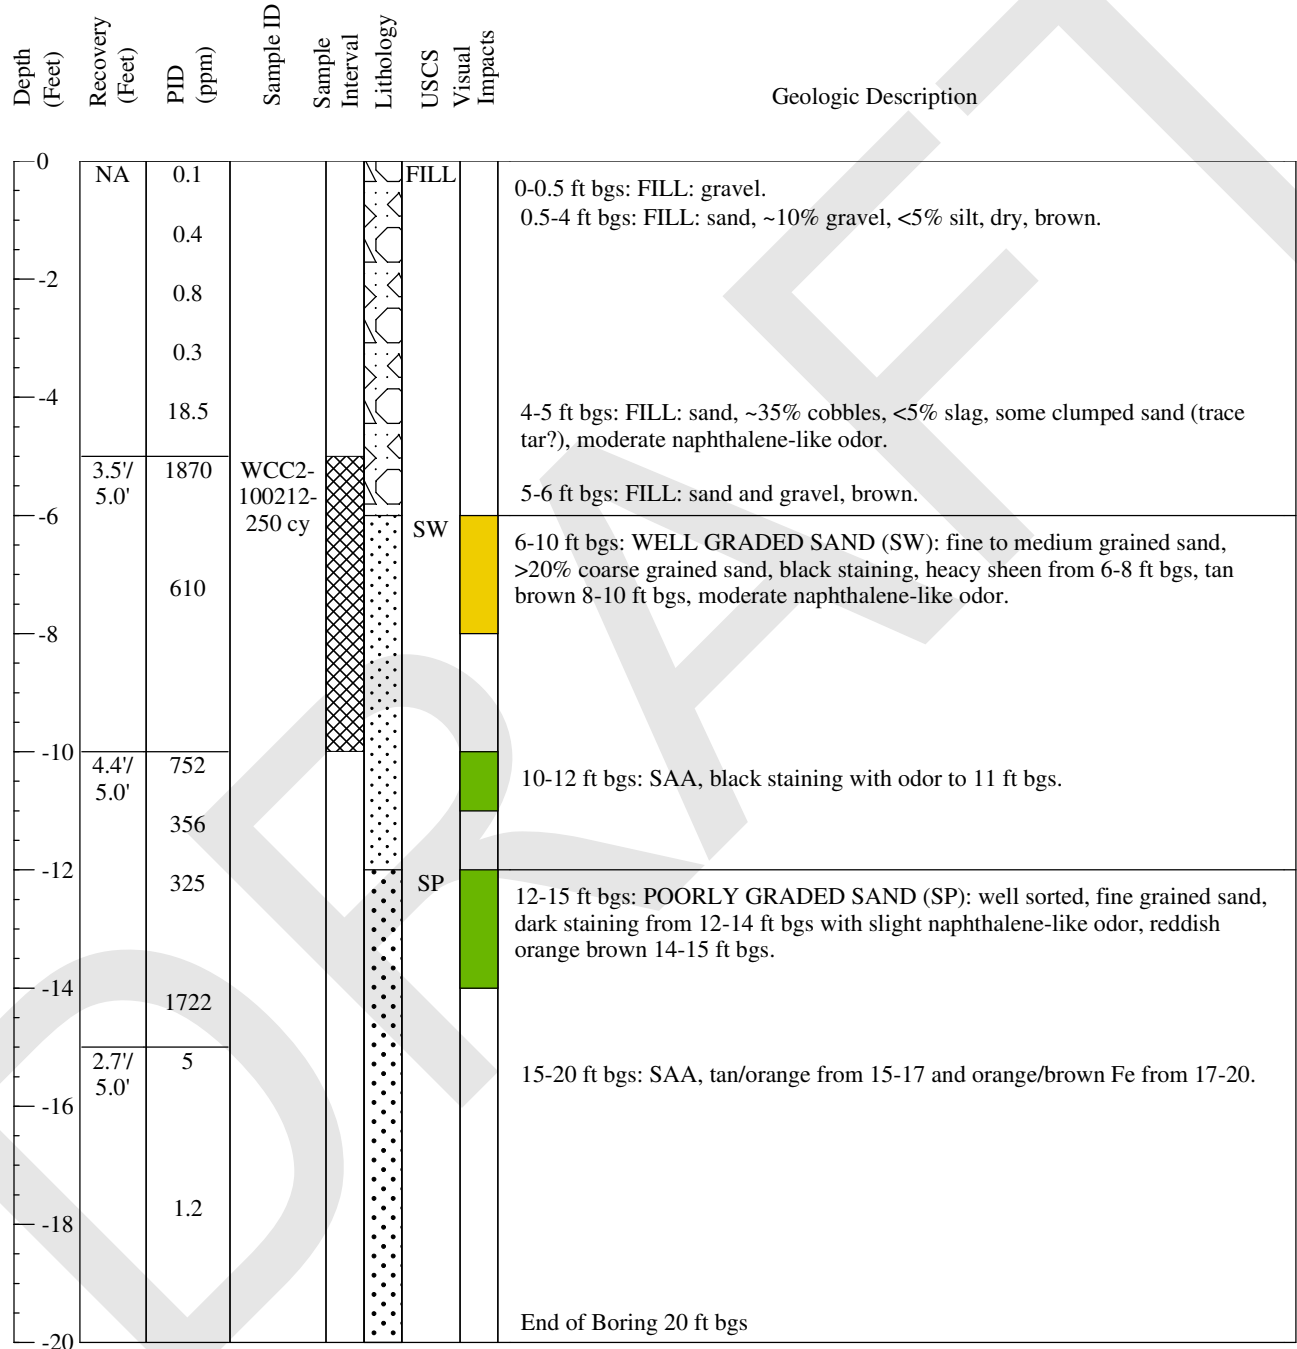 Depth
(Feet)
Recovery
(Feet)
PID
(ppm)
Sample ID
Sample
Interval
Lithology
USCS
Visual
Impacts
Geologic Description
0
NA
0.1
FILL
0-0.5 ft bgs: FILL: gravel.
0.5-4 ft bgs: FILL: sand, ~10% gravel, <5% silt, dry, brown.
0.4
-2
0.8
0.3
-4
18.5
4-5 ft bgs: FILL: sand, ~35% cobbles, <5% slag, some clumped sand (trace
tar?), moderate naphthalene-like odor.
3.5'/
5.0'
1870
WCC2-
100212-
250 cy
5-6 ft bgs: FILL: sand and gravel, brown.
-6
SW
6-10 ft bgs: WELL GRADED SAND (SW): fine to medium grained sand,
>20% coarse grained sand, black staining, heacy sheen from 6-8 ft bgs, tan
brown 8-10 ft bgs, moderate naphthalene-like odor.
610
-8
-10
4.4'/
5.0'
752
10-12 ft bgs: SAA, black staining with odor to 11 ft bgs.
356
-12
325
SP
12-15 ft bgs: POORLY GRADED SAND (SP): well sorted, fine grained sand,
dark staining from 12-14 ft bgs with slight naphthalene-like odor, reddish
orange brown 14-15 ft bgs.
-14
1722
2.7'/
5.0'
5
15-20 ft bgs: SAA, tan/orange from 15-17 and orange/brown Fe from 17-20.
-16
1.2
-18
End of Boring 20 ft bgs
-20
DRAFT